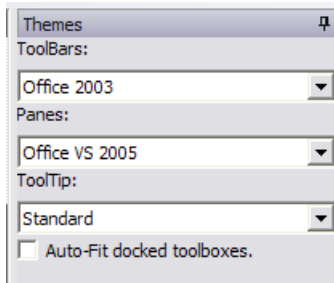 Themes
ToolBars:
Office 2003
Panes:
Office VS 2005
ToolTip:
Standard
Auto-Fit docked toolboxes.